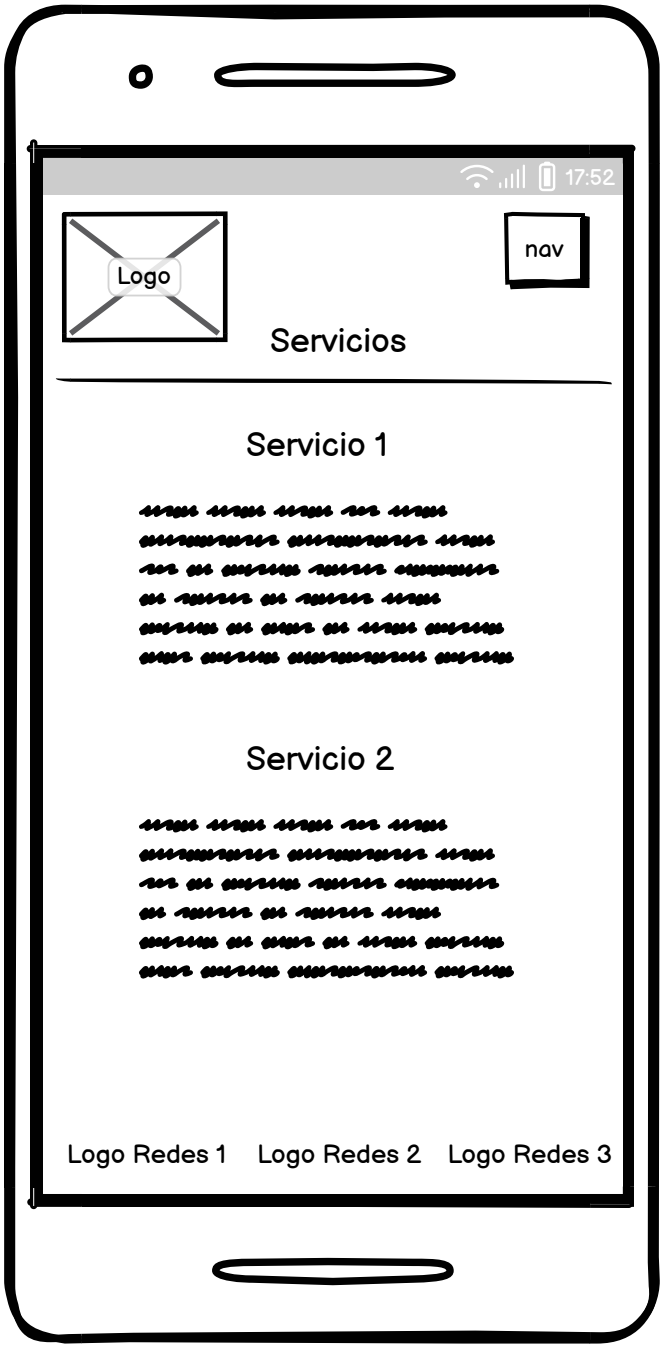 17:52
Logo
nav
Servicios
Servicio 1
Servicio 2
Logo Redes 1 Logo Redes 2 Logo Redes 3